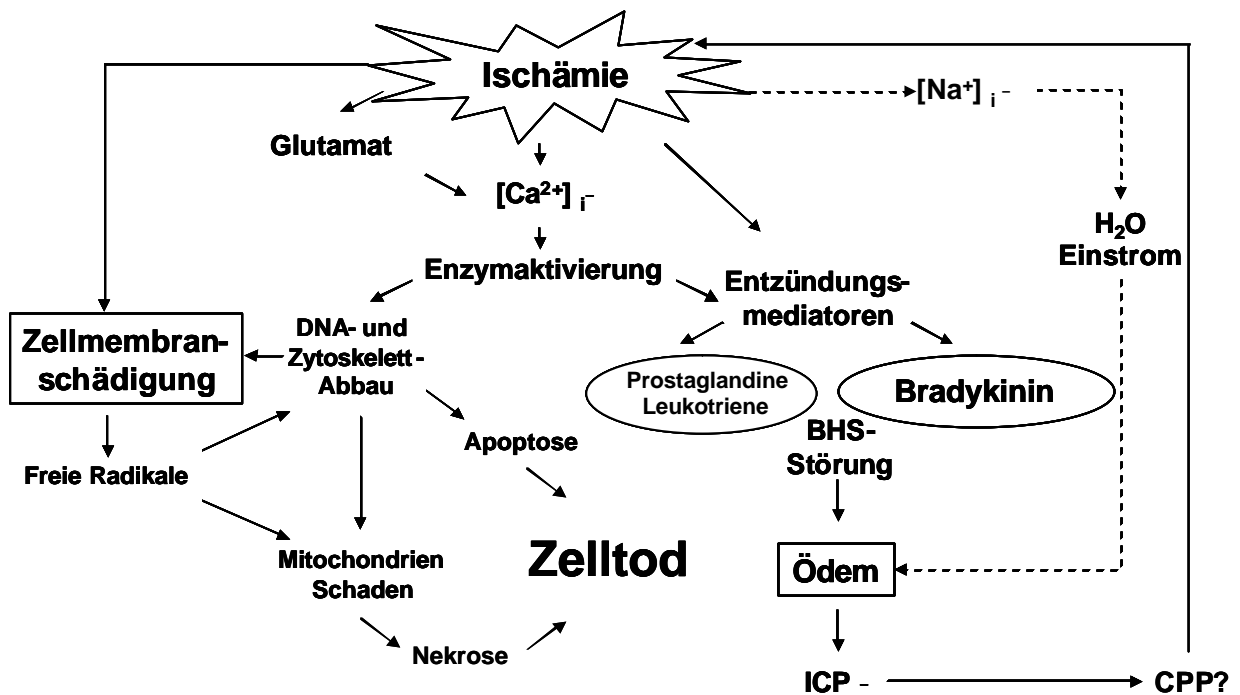 Ischämie
[Na⁺] i -
Glutamat
[Ca²⁺] i -
H₂O
Einstrom
Enzymaktivierung
Entzündungs-
mediatoren
Zellmembran-
schädigung
DNA- und
Zytoskelett-
Abbau
Prostaglandine
Leukotriene
Bradykinin
BHS-
Störung
Apoptose
Freie Radikale
Zelltod
Ödem
Mitochondrien
Schaden
Nekrose
ICP -
CPP?